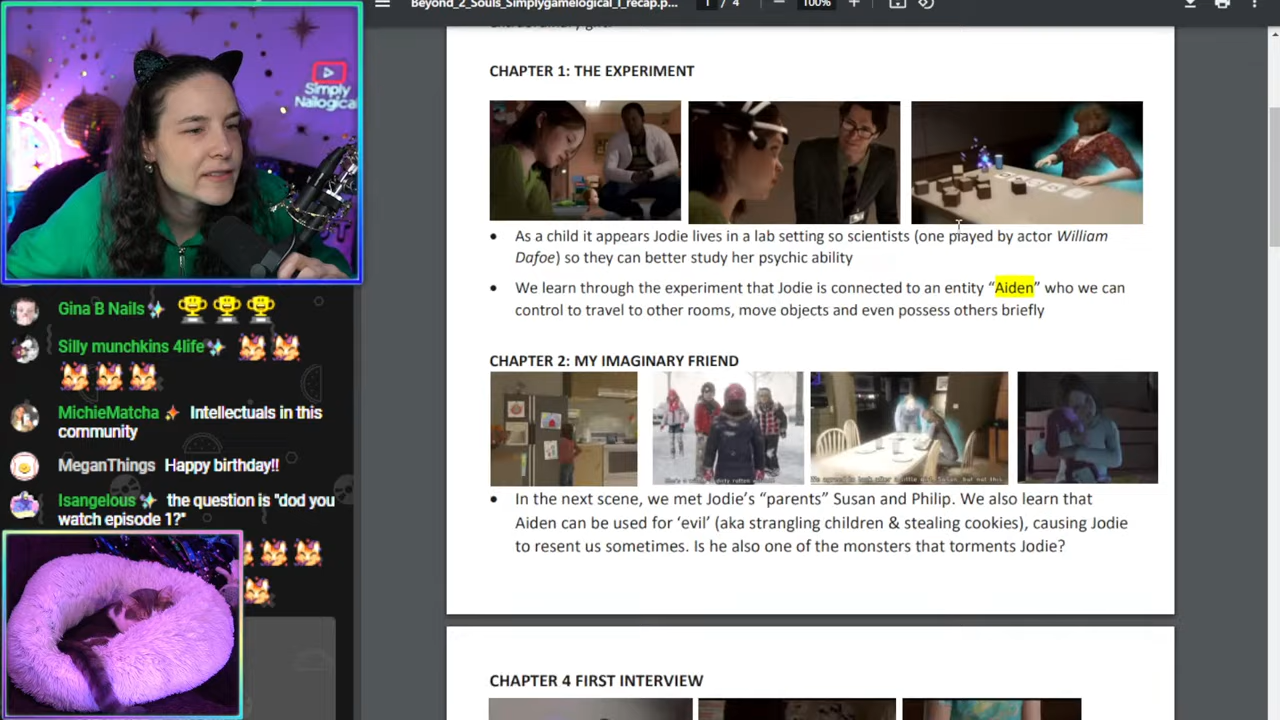 Beyond_2_Souls_Simplygamelogical_I_recap.p...
1 / 4
100%
CHAPTER 1: THE EXPERIMENT
As a child it appears Jodie lives in a lab setting so scientists (one played by actor William
Dafoe) so they can better study her psychic ability
We learn through the experiment that Jodie is connected to an entity “Aiden” who we can
control to travel to other rooms, move objects and even possess others briefly
CHAPTER 2: MY IMAGINARY FRIEND
In the next scene, we met Jodie’s “parents” Susan and Philip. We also learn that
Aiden can be used for ‘evil’ (aka strangling children & stealing cookies), causing Jodie
to resent us sometimes. Is he also one of the monsters that torments Jodie?
CHAPTER 4 FIRST INTERVIEW
Simply
Nailogical
Gina B Nails
Silly munchkins 4life
MichieMatcha Intellectuals in this
community
MeganThings Happy birthday!!
Isangelous the question is "dod you
watch episode 1?"